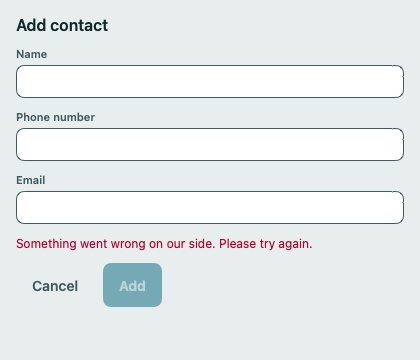 Add contact
Name
Phone number
Email
Something went wrong on our side. Please try again.
Cancel
Add